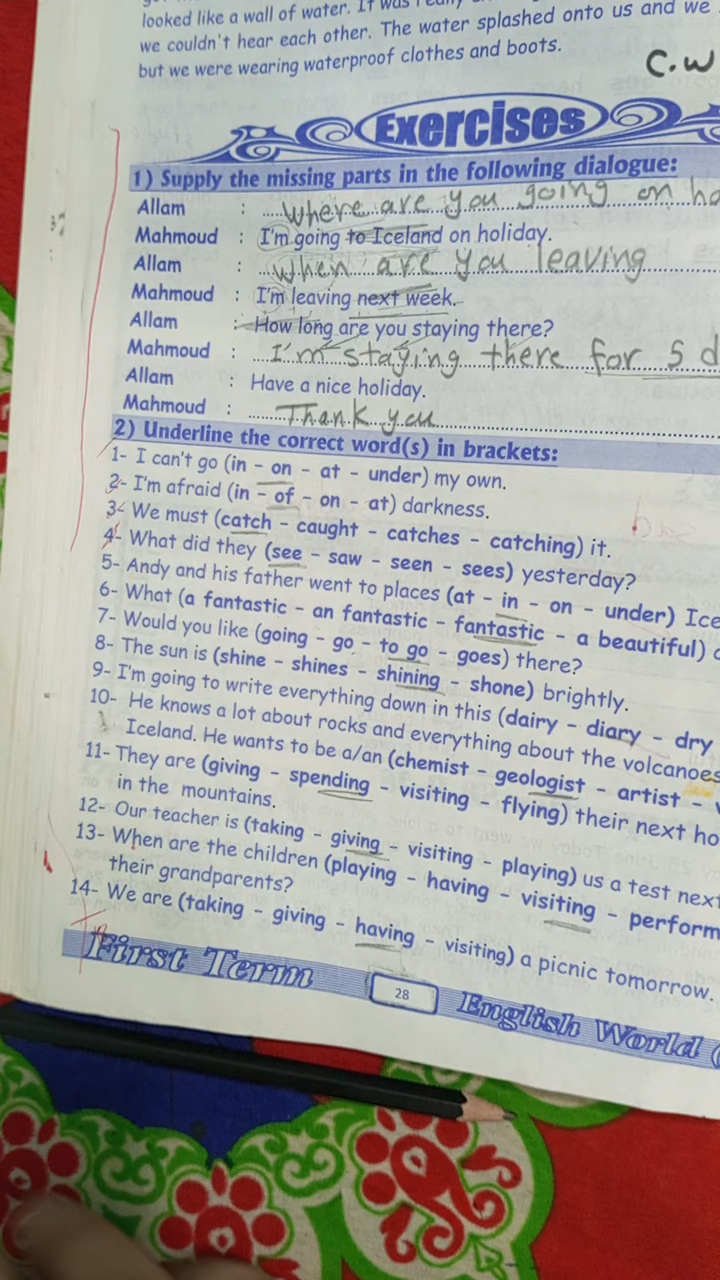 looked like a wall of water. It was
we couldn't hear each other. The water splashed onto us and we
but we were wearing waterproof clothes and boots.
C.W
Exercises
1) Supply the missing parts in the following dialogue:
Allam : Where are you going on ho
Mahmoud : I'm going to Iceland on holiday.
Allam : When are you leaving
Mahmoud : I'm leaving next week.
Allam : How long are you staying there?
Mahmoud : I'm staying there for 5 d
Allam : Have a nice holiday.
Mahmoud : Thank you
2) Underline the correct word(s) in brackets:
1- I can't go (in - on - at - under) my own.
2- I'm afraid (in - of - on - at) darkness.
3- We must (catch - caught - catches - catching) it.
4- What did they (see - saw - seen - sees) yesterday?
5- Andy and his father went to places (at - in - on - under) Ice
6- What (a fantastic - an fantastic - fantastic - a beautiful)
7- Would you like (going - go - to go - goes) there?
8- The sun is (shine - shines - shining - shone) brightly.
9- I'm going to write everything down in this (dairy - diary - dry
10- He knows a lot about rocks and everything about the volcanoes
Iceland. He wants to be a/an (chemist - geologist - artist -
11- They are (giving - spending - visiting - flying) their next ho
in the mountains.
12- Our teacher is (taking - giving - visiting - playing) us a test next
13- When are the children (playing - having - visiting - perform
their grandparents?
14- We are (taking - giving - having - visiting) a picnic tomorrow.
First Term 28 English World (